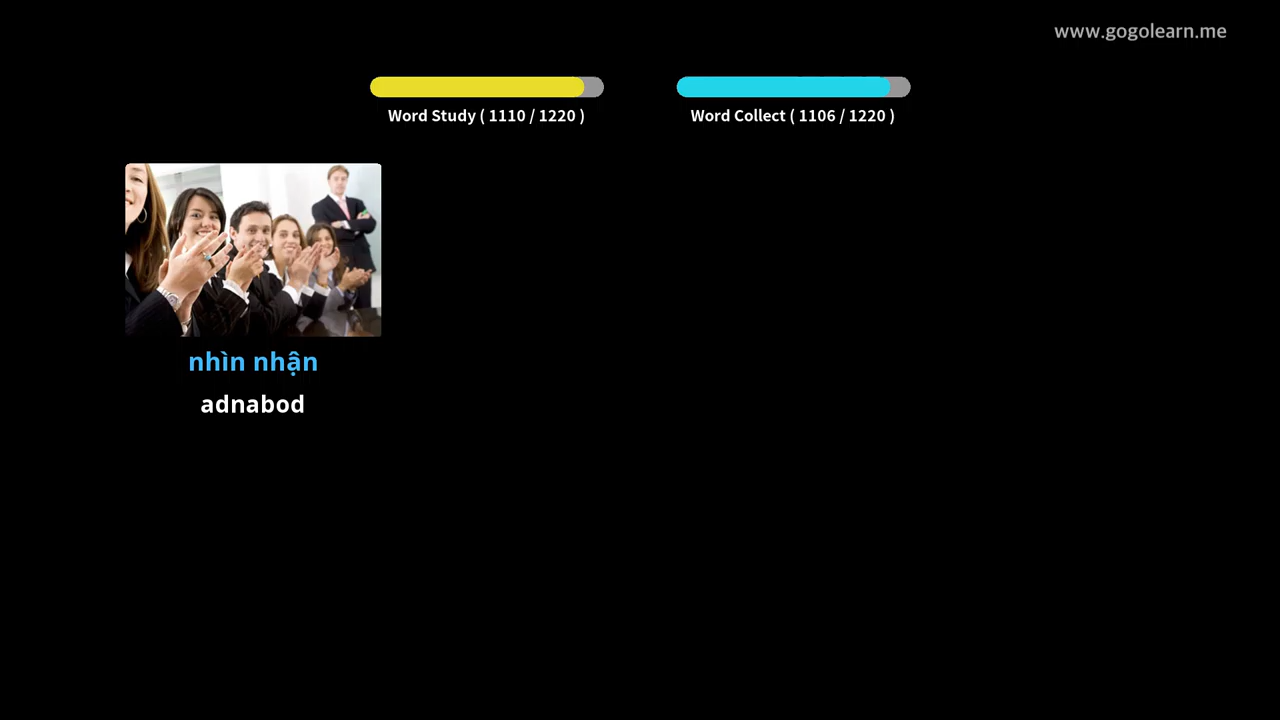 www.gogolearn.me
Word Study ( 1110 / 1220 )
Word Collect ( 1106 / 1220 )
nhìn nhận
adnabod